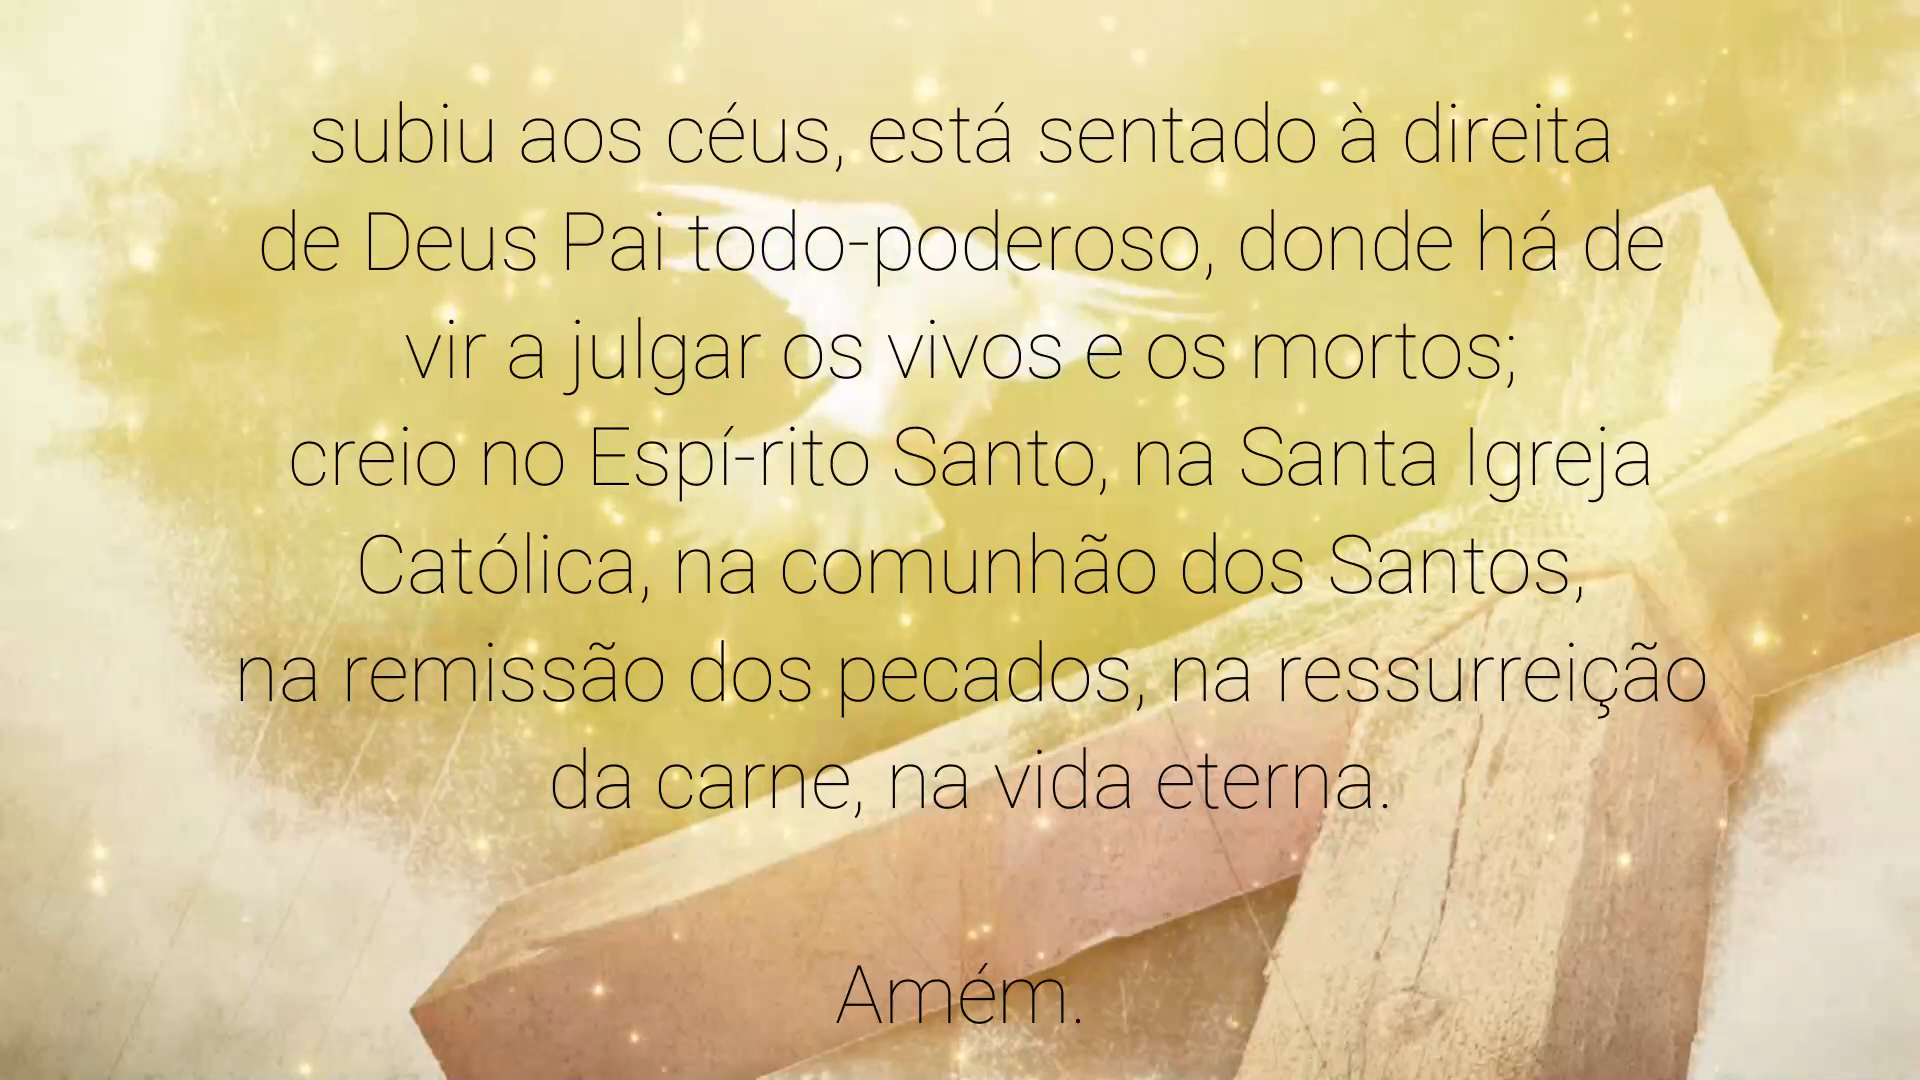 subiu aos céus, está sentado à direita
de Deus Pai todo-poderoso, donde há de
vir a julgar os vivos e os mortos;
creio no Espí-rito Santo, na Santa Igreja
Católica, na comunhão dos Santos,
na remissão dos pecados, na ressurreição
da carne, na vida eterna.
Amém.